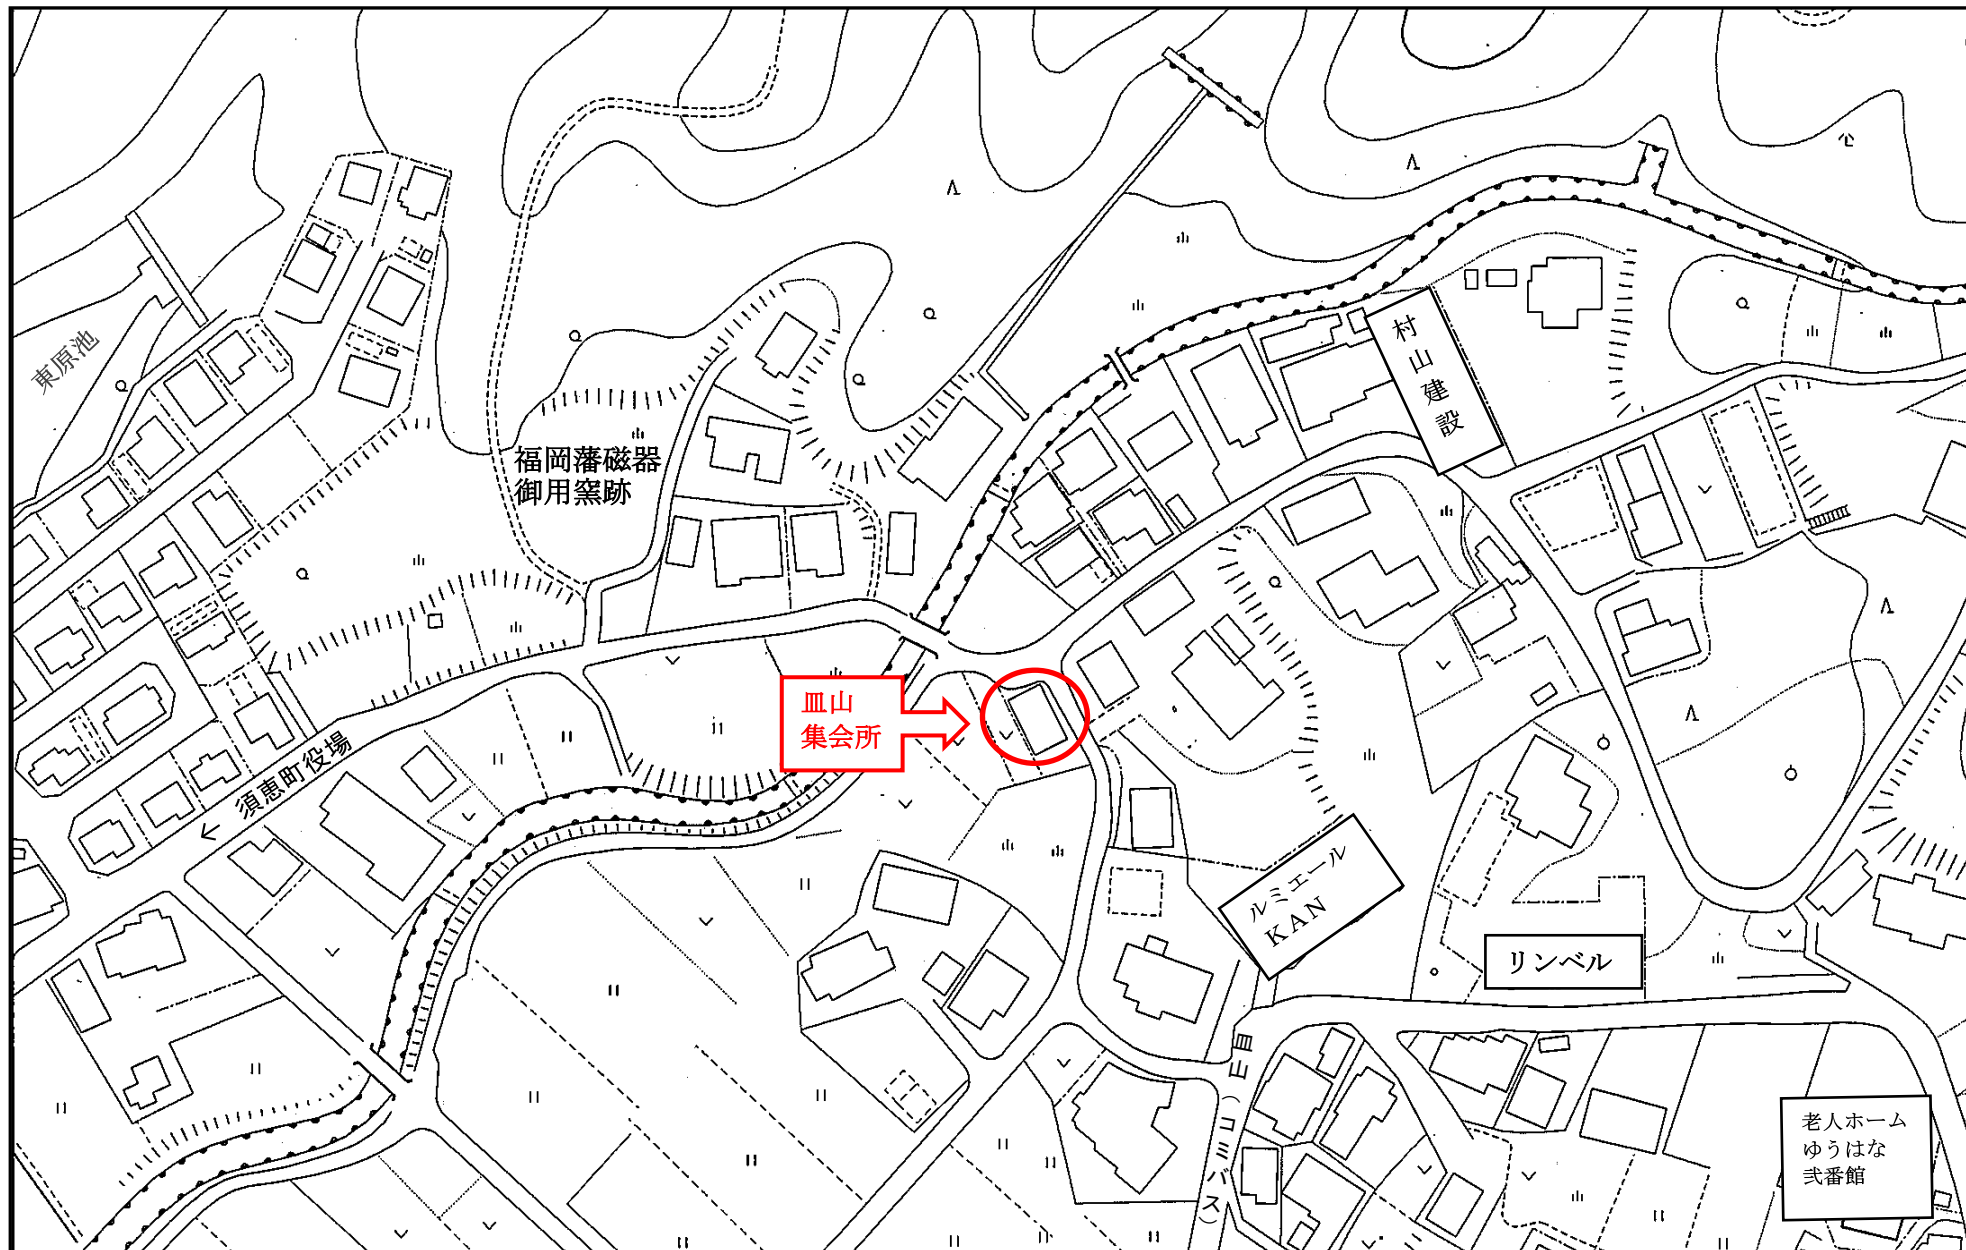 村山建設
東原池
福岡藩磁器
御用窯跡
皿山
集会所
←須恵町役場
ルミエール
KAN
リンベル
皿山(コミバス)
老人ホーム
ゆうはな
弐番館